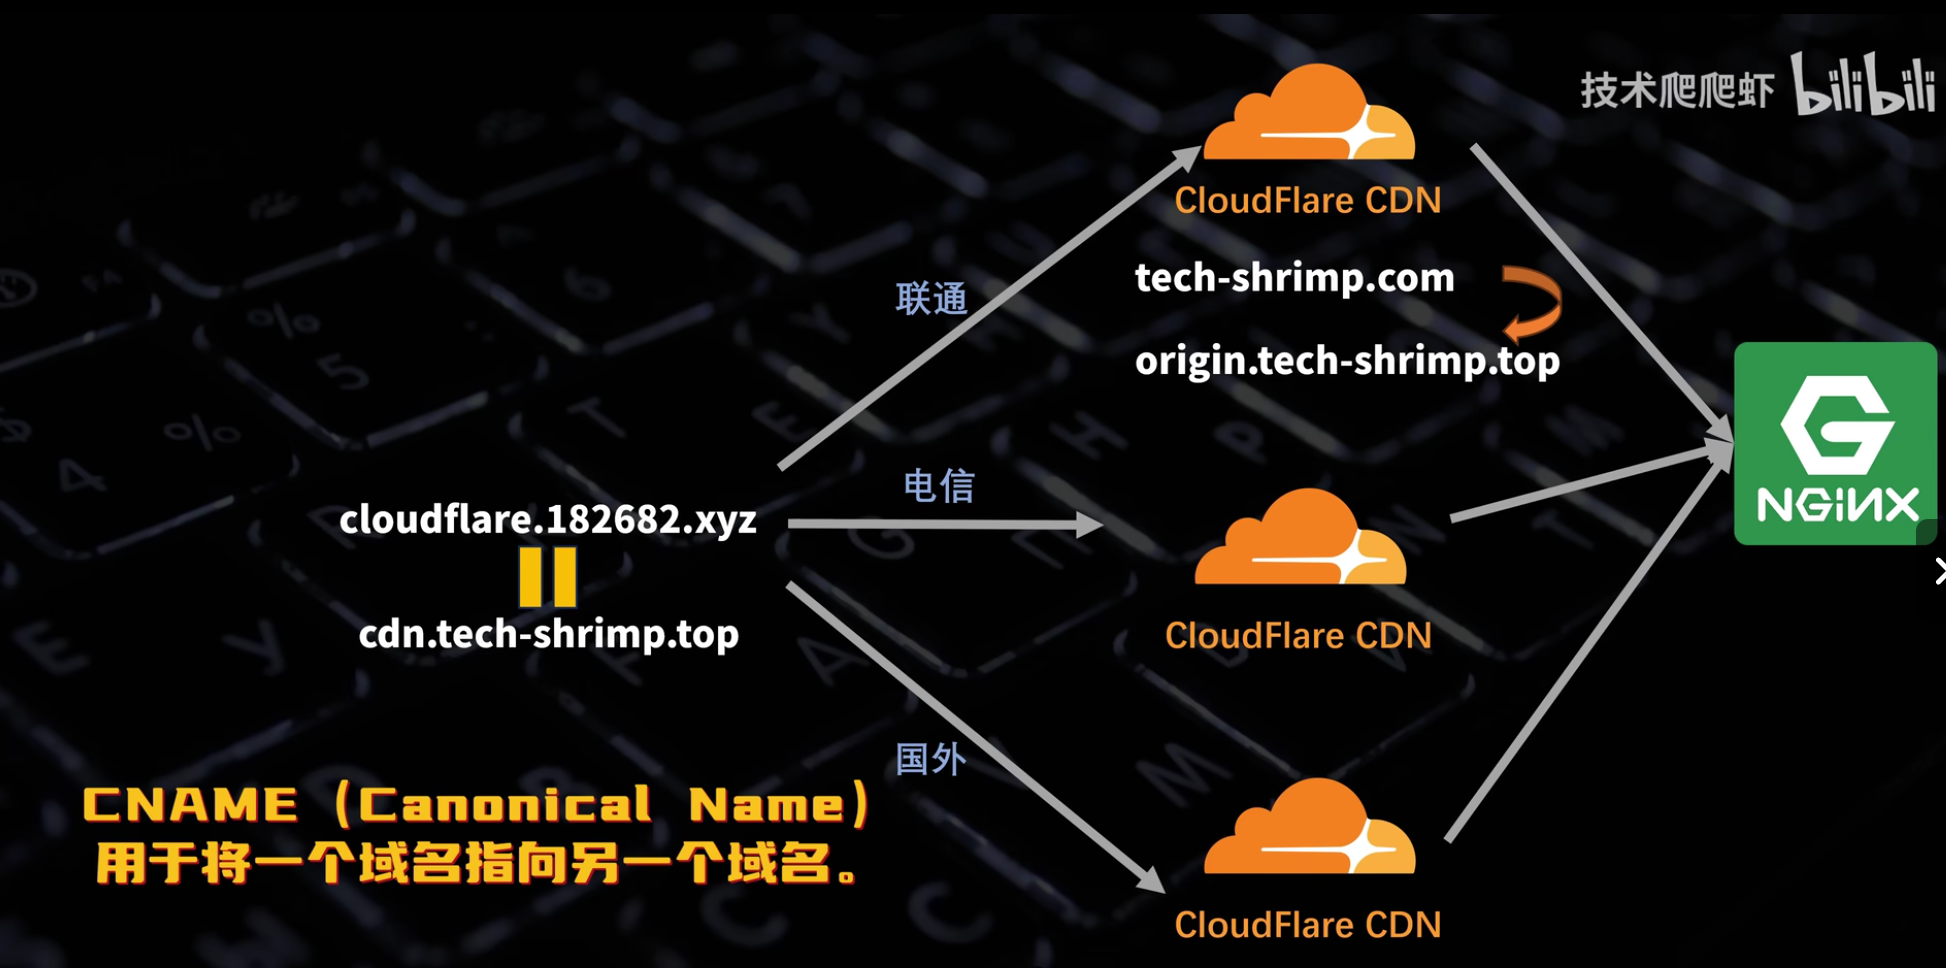 技术爬爬虾 bilibili
CloudFlare CDN
tech-shrimp.com
联通
origin.tech-shrimp.top
NGiNX
电信
cloudflare.182682.xyz
cdn.tech-shrimp.top
CloudFlare CDN
国外
CNAME（Canonical Name）
用于将一个域名指向另一个域名。
CloudFlare CDN